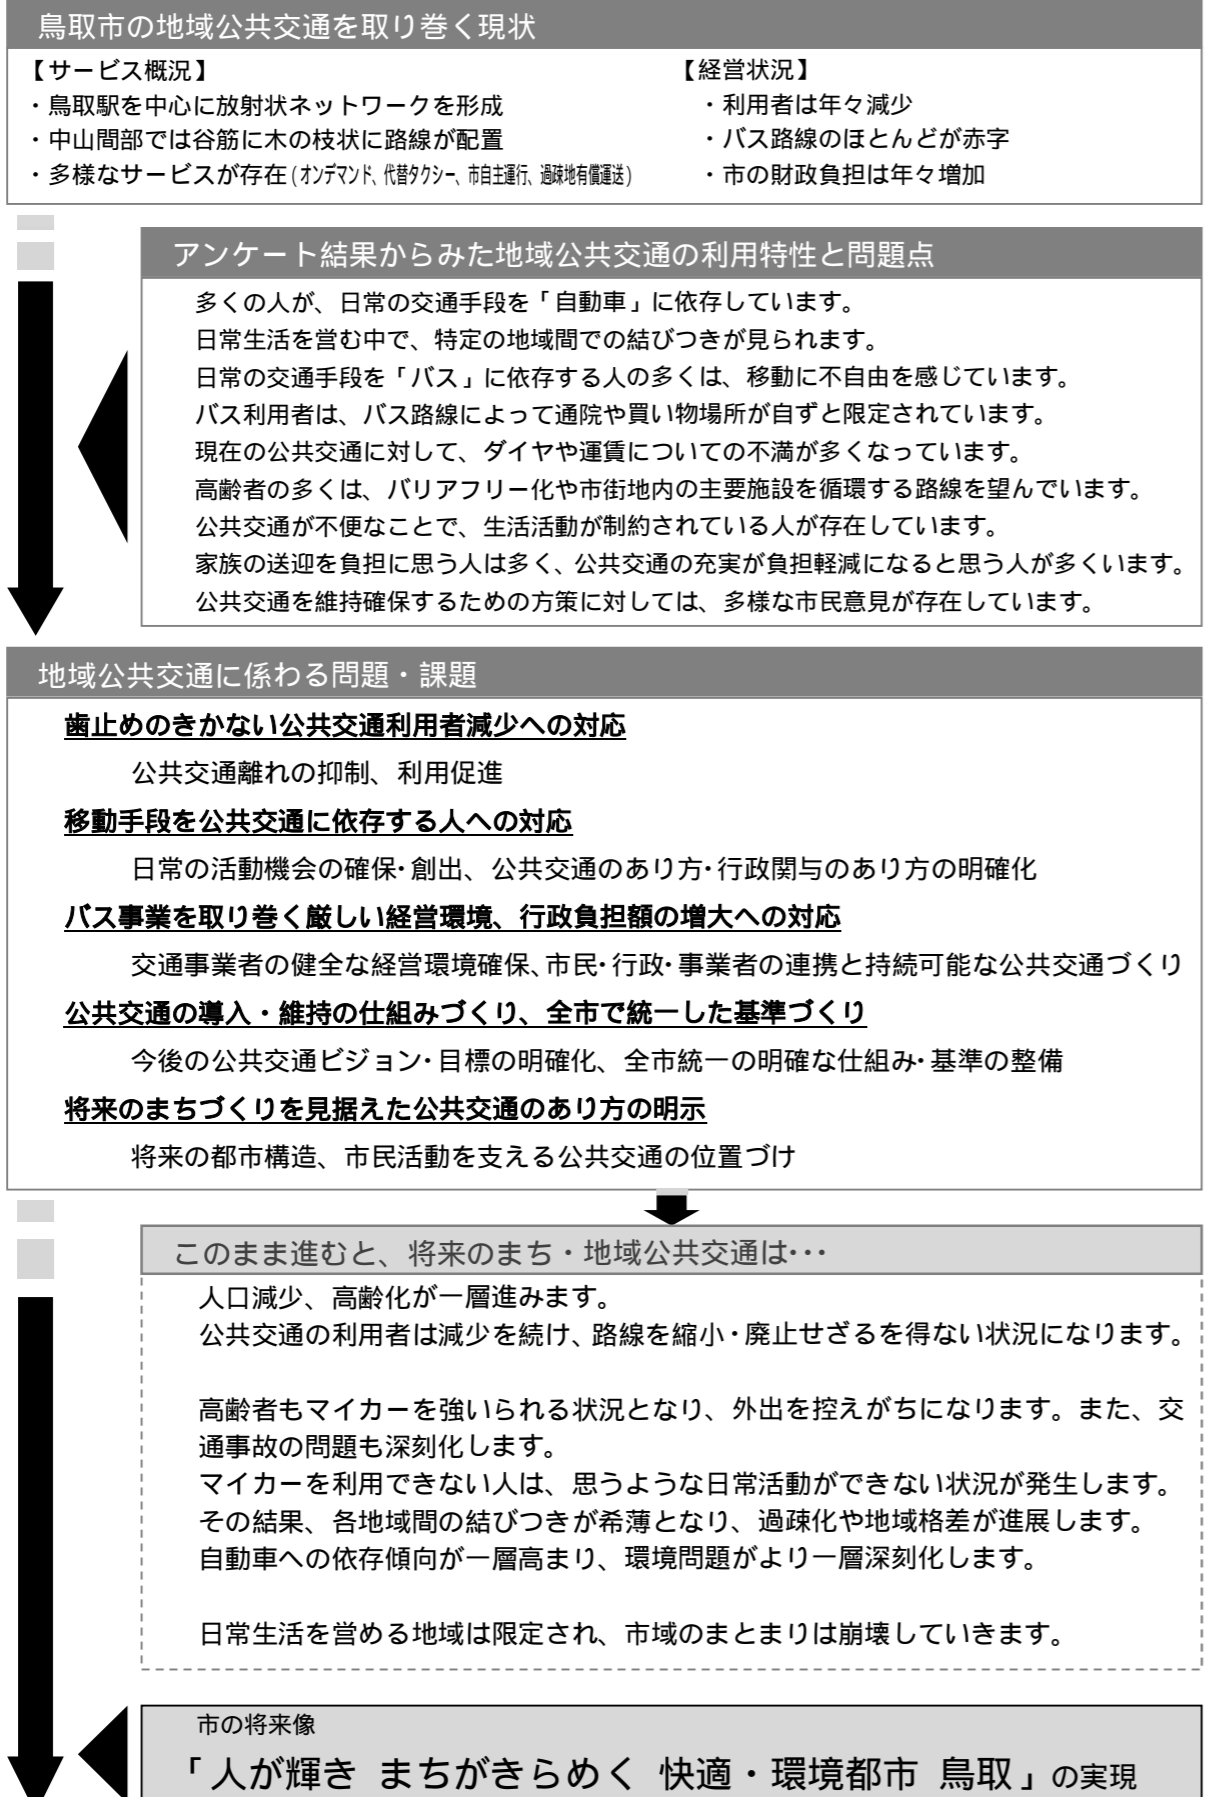 鳥取市の地域公共交通を取り巻く現状
【サービス概況】
・鳥取駅を中心に放射状ネットワークを形成
・中山間部では谷筋に木の枝状に路線が配置
・多様なサービスが存在(オンデマンド、代替タクシー、市自主運行、過疎地有償運送)
【経営状況】
・利用者は年々減少
・バス路線のほとんどが赤字
・市の財政負担は年々増加
アンケート結果からみた地域公共交通の利用特性と問題点
多くの人が、日常の交通手段を「自動車」に依存しています。
日常生活を営む中で、特定の地域間での結びつきが見られます。
日常の交通手段を「バス」に依存する人の多くは、移動に不自由を感じています。
バス利用者は、バス路線によって通院や買い物場所が自ずと限定されています。
現在の公共交通に対して、ダイヤや運賃についての不満が多くなっています。
高齢者の多くは、バリアフリー化や市街地内の主要施設を循環する路線を望んでいます。
公共交通が不便なことで、生活活動が制約されている人が存在しています。
家族の送迎を負担に思う人は多く、公共交通の充実が負担軽減になると思う人が多くいます。
公共交通を維持確保するための方策に対しては、多様な市民意見が存在しています。
地域公共交通に係わる問題・課題
歯止めのきかない公共交通利用者減少への対応
公共交通離れの抑制、利用促進
移動手段を公共交通に依存する人への対応
日常の活動機会の確保・創出、公共交通のあり方・行政関与のあり方の明確化
バス事業を取り巻く厳しい経営環境、行政負担額の増大への対応
交通事業者の健全な経営環境確保、市民・行政・事業者の連携と持続可能な公共交通づくり
公共交通の導入・維持の仕組みづくり、全市で統一した基準づくり
今後の公共交通ビジョン・目標の明確化、全市統一の明確な仕組み・基準の整備
将来のまちづくりを見据えた公共交通のあり方の明示
将来の都市構造、市民活動を支える公共交通の位置づけ
このまま進むと、将来のまち・地域公共交通は・・・
人口減少、高齢化が一層進みます。
公共交通の利用者は減少を続け、路線を縮小・廃止せざるを得ない状況になります。
高齢者もマイカーを強いられる状況となり、外出を控えがちになります。また、交
通事故の問題も深刻化します。
マイカーを利用できない人は、思うような日常活動ができない状況が発生します。
その結果、各地域間の結びつきが希薄となり、過疎化や地域格差が進展します。
自動車への依存傾向が一層高まり、環境問題がより一層深刻化します。
日常生活を営める地域は限定され、市域のまとまりは崩壊していきます。
市の将来像
「人が輝き まちがきらめく 快適・環境都市 鳥取」の実現